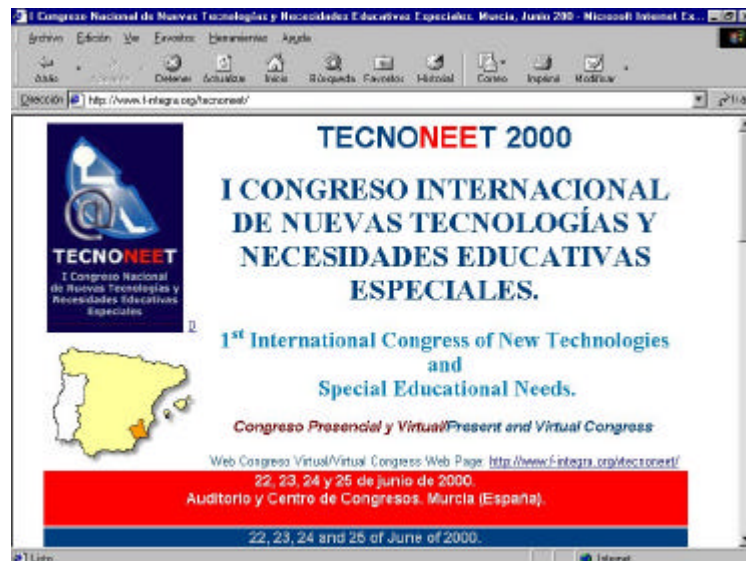 I Congreso Nacional de Nuevas Tecnologías y Necesidades Educativas Especiales. Murcia, Junio 200 - Microsoft Internet Ex...
Archivo Edición Ver Favoritos Herramientas Ayuda
Atrás Detener Actualizar Inicio Búsqueda Favoritos Historial Correo Imprimir Modificar
Dirección http://www.f-integra.org/tecnoneet/
TECNONEET 2000
I CONGRESO INTERNACIONAL
DE NUEVAS TECNOLOGÍAS Y
NECESIDADES EDUCATIVAS
ESPECIALES.
TECNONEET
I Congreso Nacional
de Nuevas Tecnologías y
Necesidades Educativas
Especiales
D
1st International Congress of New Technologies
and
Special Educational Needs.
Congreso Presencial y Virtual/Present and Virtual Congress
Web Congreso Virtual/Virtual Congress Web Page: http://www.f-integra.org/vtecnoneet/
22, 23, 24 y 25 de junio de 2000.
Auditorio y Centro de Congresos. Murcia (España).
22, 23, 24 and 25 of June of 2000.
Listo Internet